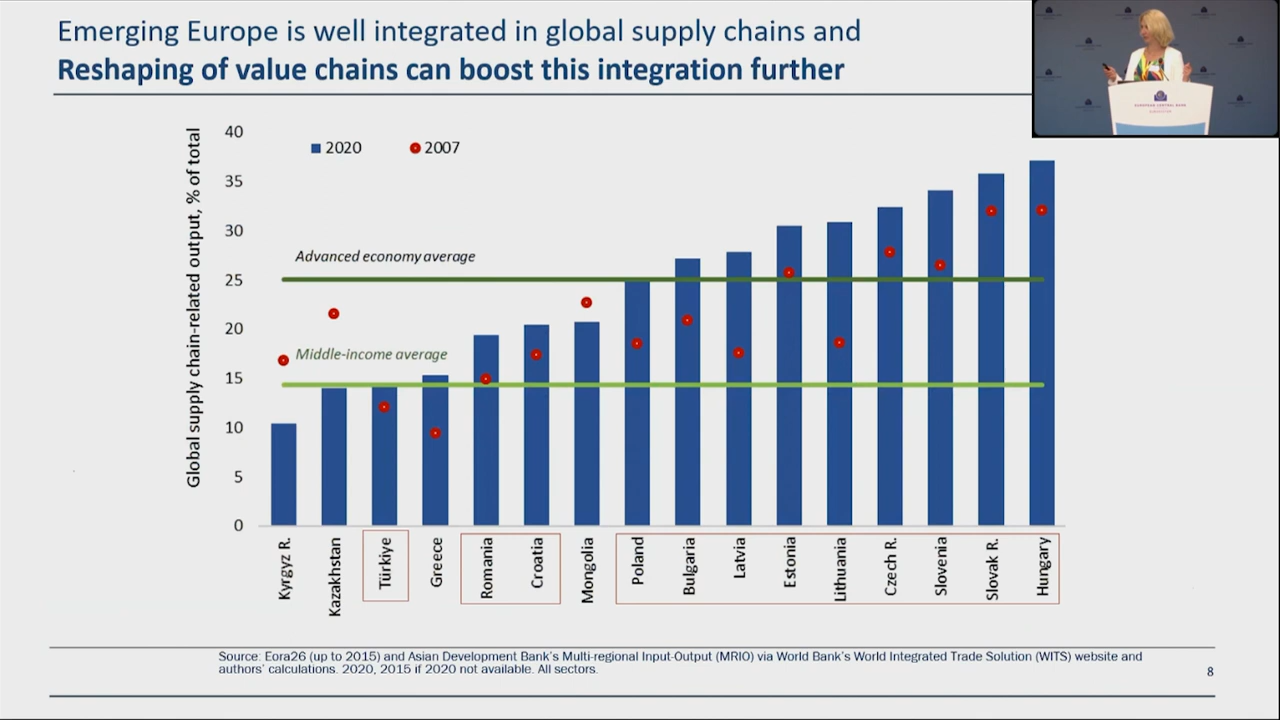 Emerging Europe is well integrated in global supply chains and
Reshaping of value chains can boost this integration further
Global supply chain-related output, % of total
40
35
30
25
20
15
10
5
0
2020
2007
Advanced economy average
Middle-income average
Kyrgyz R.
Kazakhstan
Türkiye
Greece
Romania
Croatia
Mongolia
Poland
Bulgaria
Latvia
Estonia
Lithuania
Czech R.
Slovenia
Slovak R.
Hungary
Source: Eora26 (up to 2015) and Asian Development Bank's Multi-regional Input-Output (MRIO) via World Bank's World Integrated Trade Solution (WITS) website and
authors' calculations. 2020, 2015 if 2020 not available. All sectors.
8
EUROPEAN CENTRAL BANK